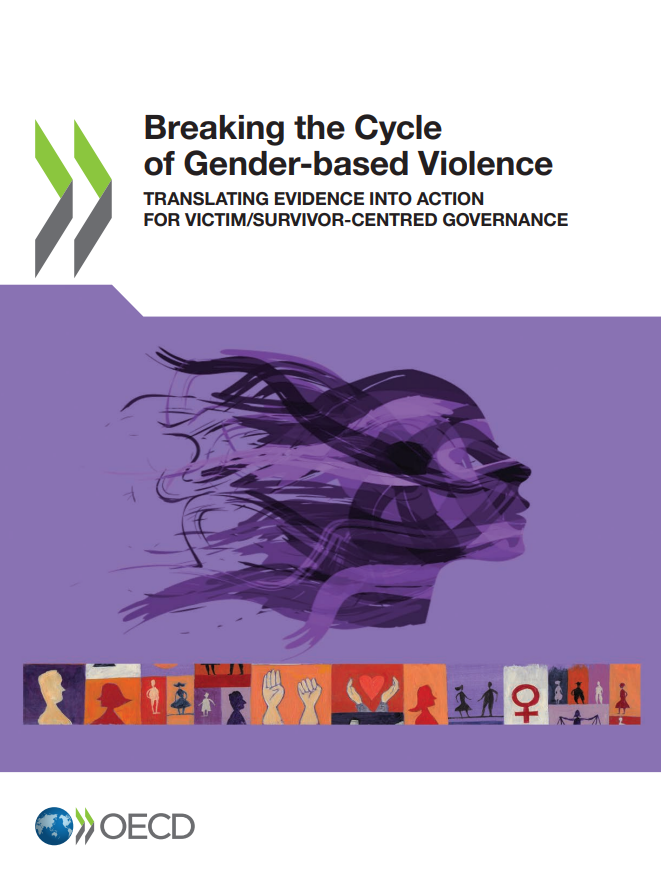 Breaking the Cycle
of Gender-based Violence
TRANSLATING EVIDENCE INTO ACTION
FOR VICTIM/SURVIVOR-CENTRED GOVERNANCE
OECD